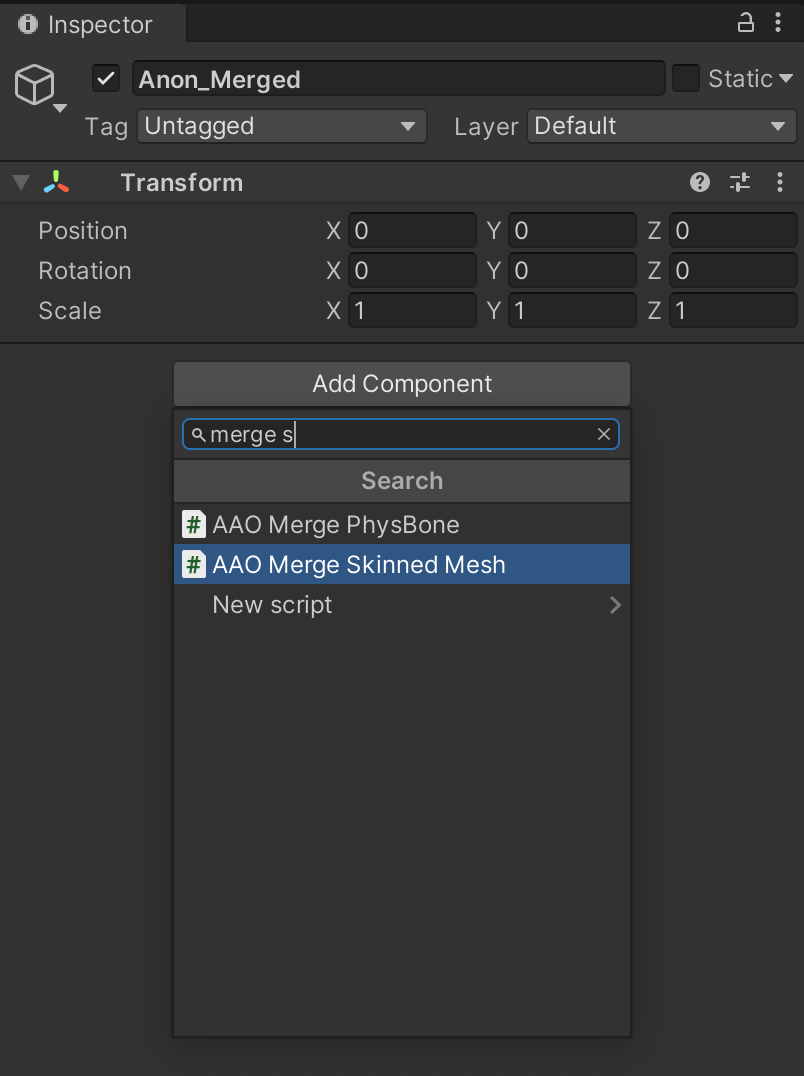 Inspector
Anon_Merged Static
Tag Untagged Layer Default
Transform
Position X 0 Y 0 Z 0
Rotation X 0 Y 0 Z 0
Scale X 1 Y 1 Z 1
Add Component
merge s
Search
AAO Merge PhysBone
AAO Merge Skinned Mesh
New script